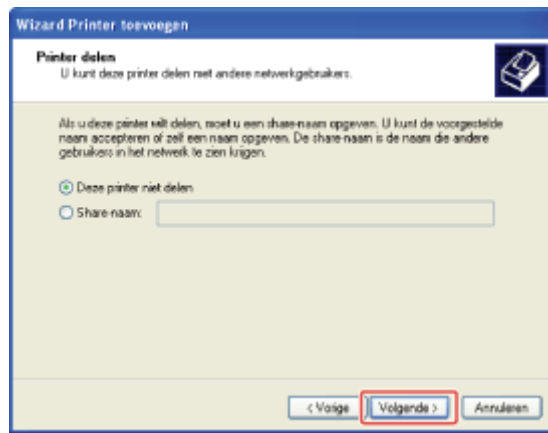 Wizard Printer toevoegen
Printer delen
U kunt deze printer delen met andere netwerkgebruikers.
Als u deze printer wilt delen, moet u een share-naam opgeven. U kunt de voorgestelde
naam accepteren of zelf een naam opgeven. De share-naam is de naam die andere
gebruikers in het netwerk te zien krijgen.
Deze printer niet delen
Share-naam:
< Vorige
Volgende >
Annuleren